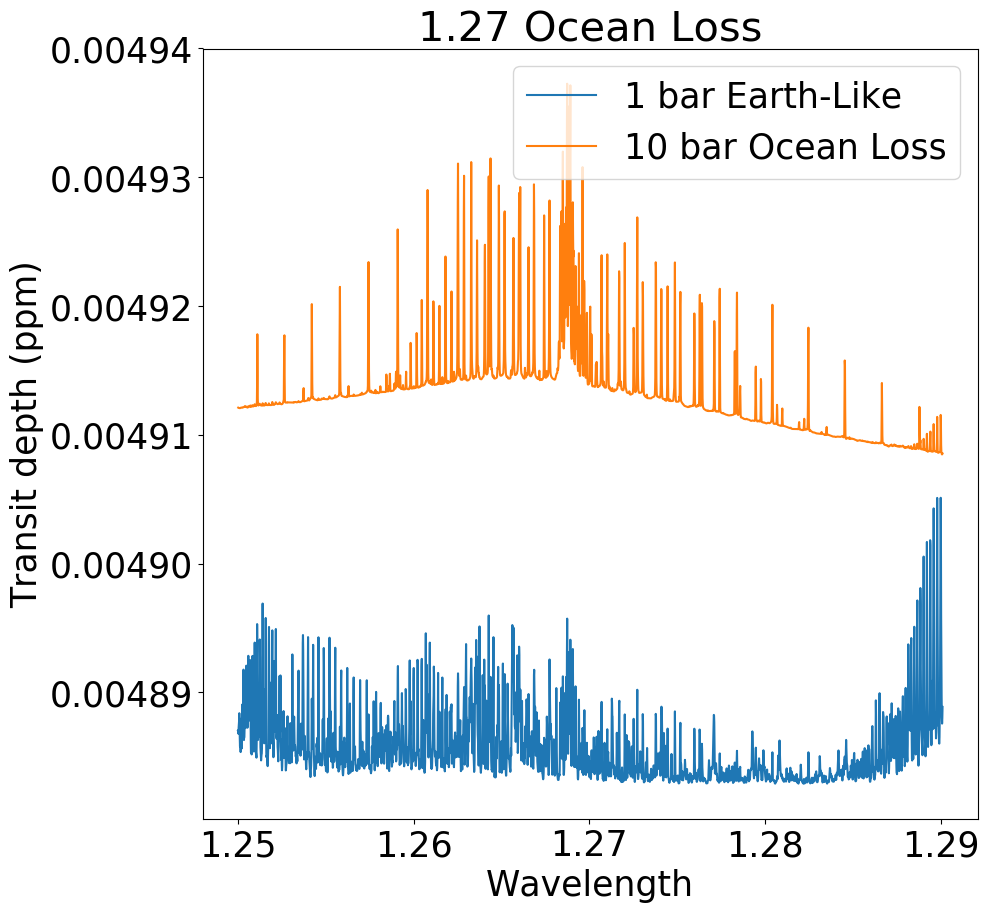 1.27 Ocean Loss
0.00494
0.00493
0.00492
0.00491
0.00490
0.00489
Transit depth (ppm)
1 bar Earth-Like
10 bar Ocean Loss
1.25
1.26
1.27
1.28
1.29
Wavelength